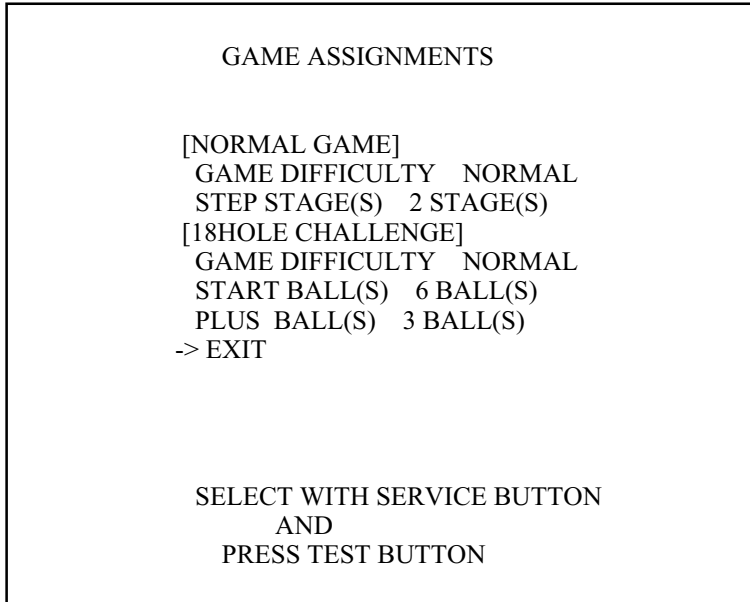 GAME ASSIGNMENTS
[NORMAL GAME]
GAME DIFFICULTY NORMAL
STEP STAGE(S) 2 STAGE(S)
[18HOLE CHALLENGE]
GAME DIFFICULTY NORMAL
START BALL(S) 6 BALL(S)
PLUS BALL(S) 3 BALL(S)
-> EXIT
SELECT WITH SERVICE BUTTON
AND
PRESS TEST BUTTON